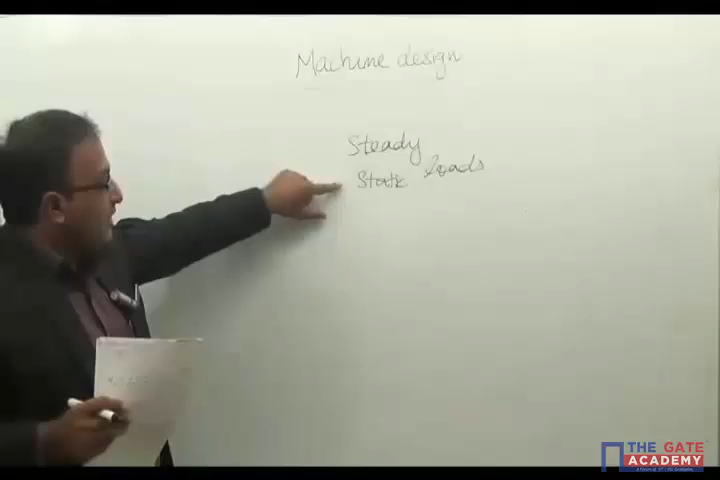 Machine design
Steady
Static loads
THE GATE
ACADEMY